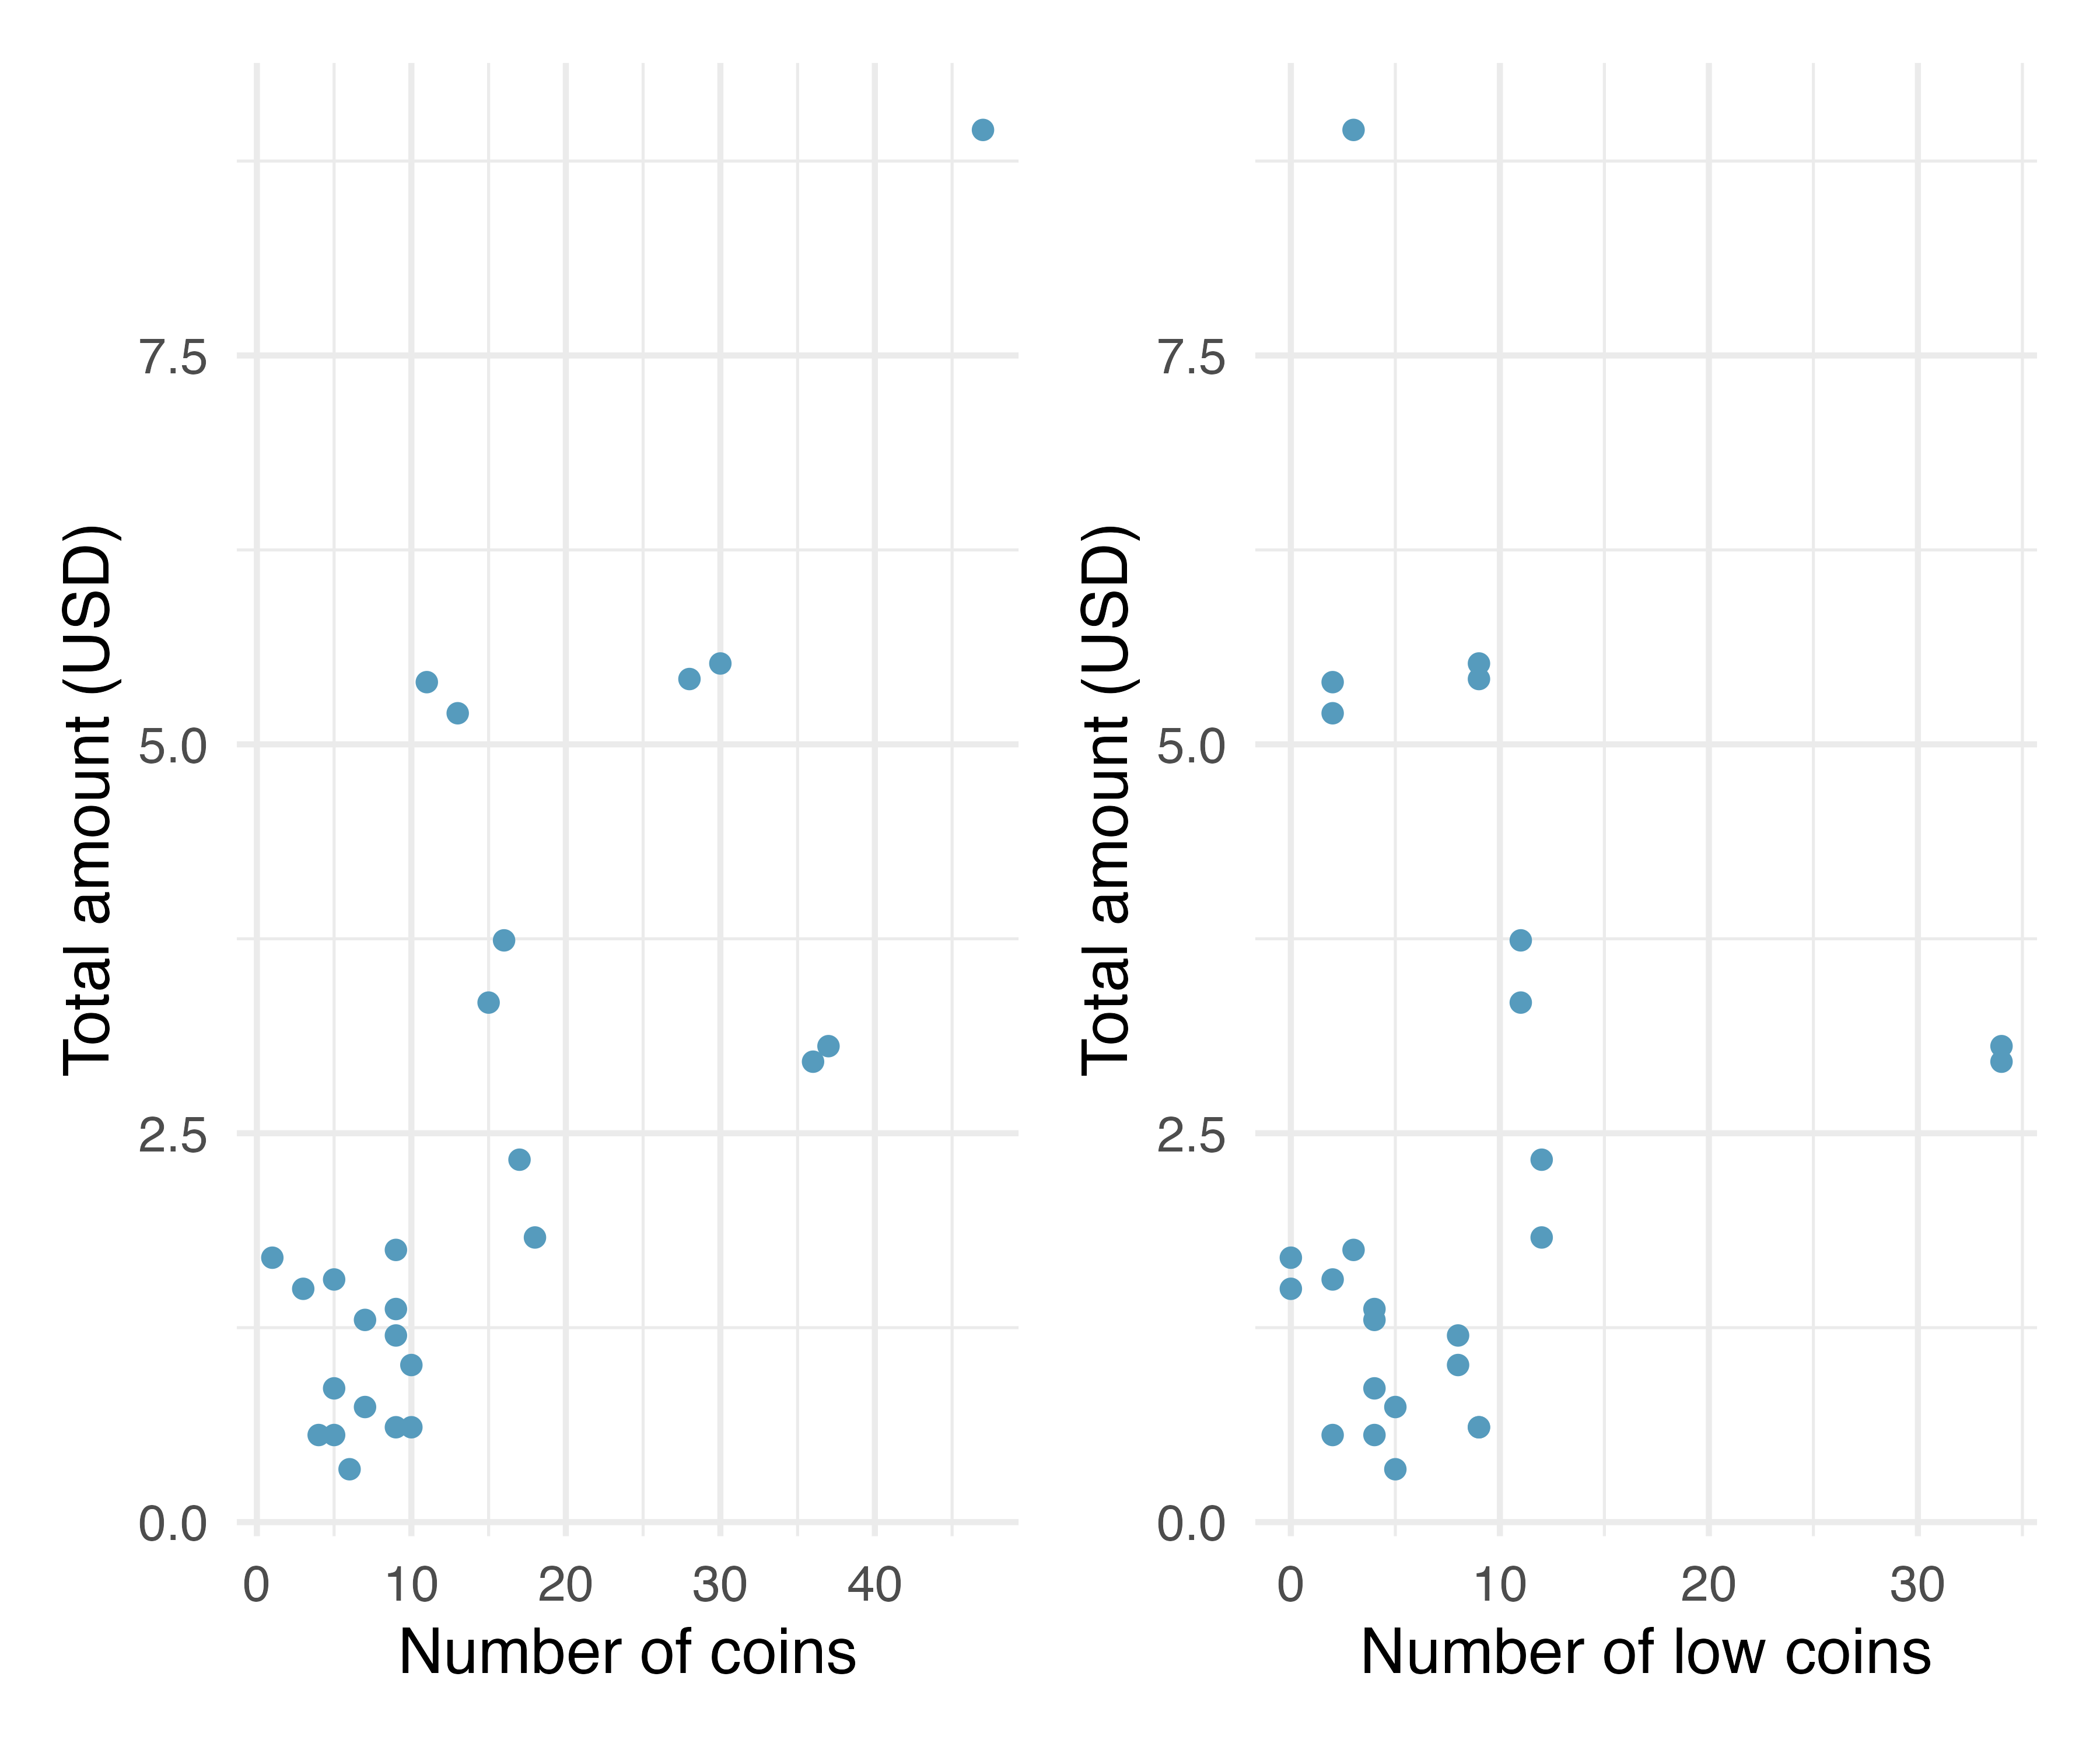 Total amount (USD)
7.5
5.0
2.5
0.0
0 10 20 30 40
Number of coins
Total amount (USD)
7.5
5.0
2.5
0.0
0 10 20 30
Number of low coins